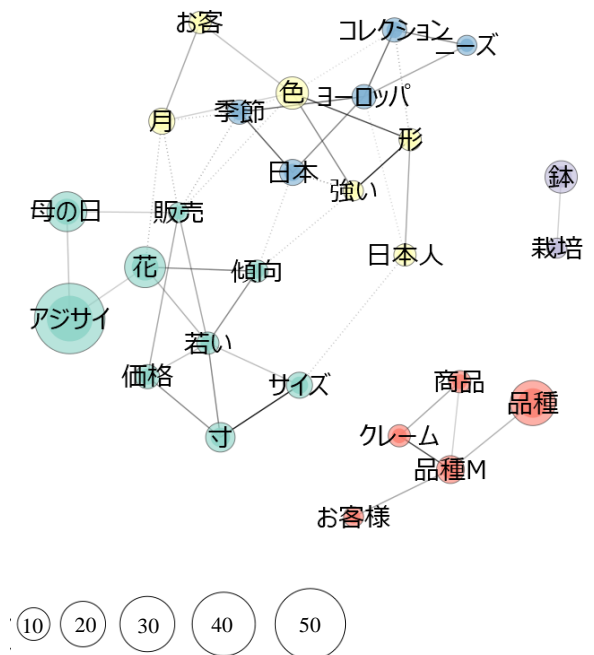 お客
コレクション
ニーズ
色
ヨーロッパ
季節
月
形
日本
強い
鉢
母の日
販売
栽培
日本人
花
傾向
アジサイ
若い
価格
サイズ
商品
品種
寸
クレーム
品種M
お客様
10 20 30 40 50